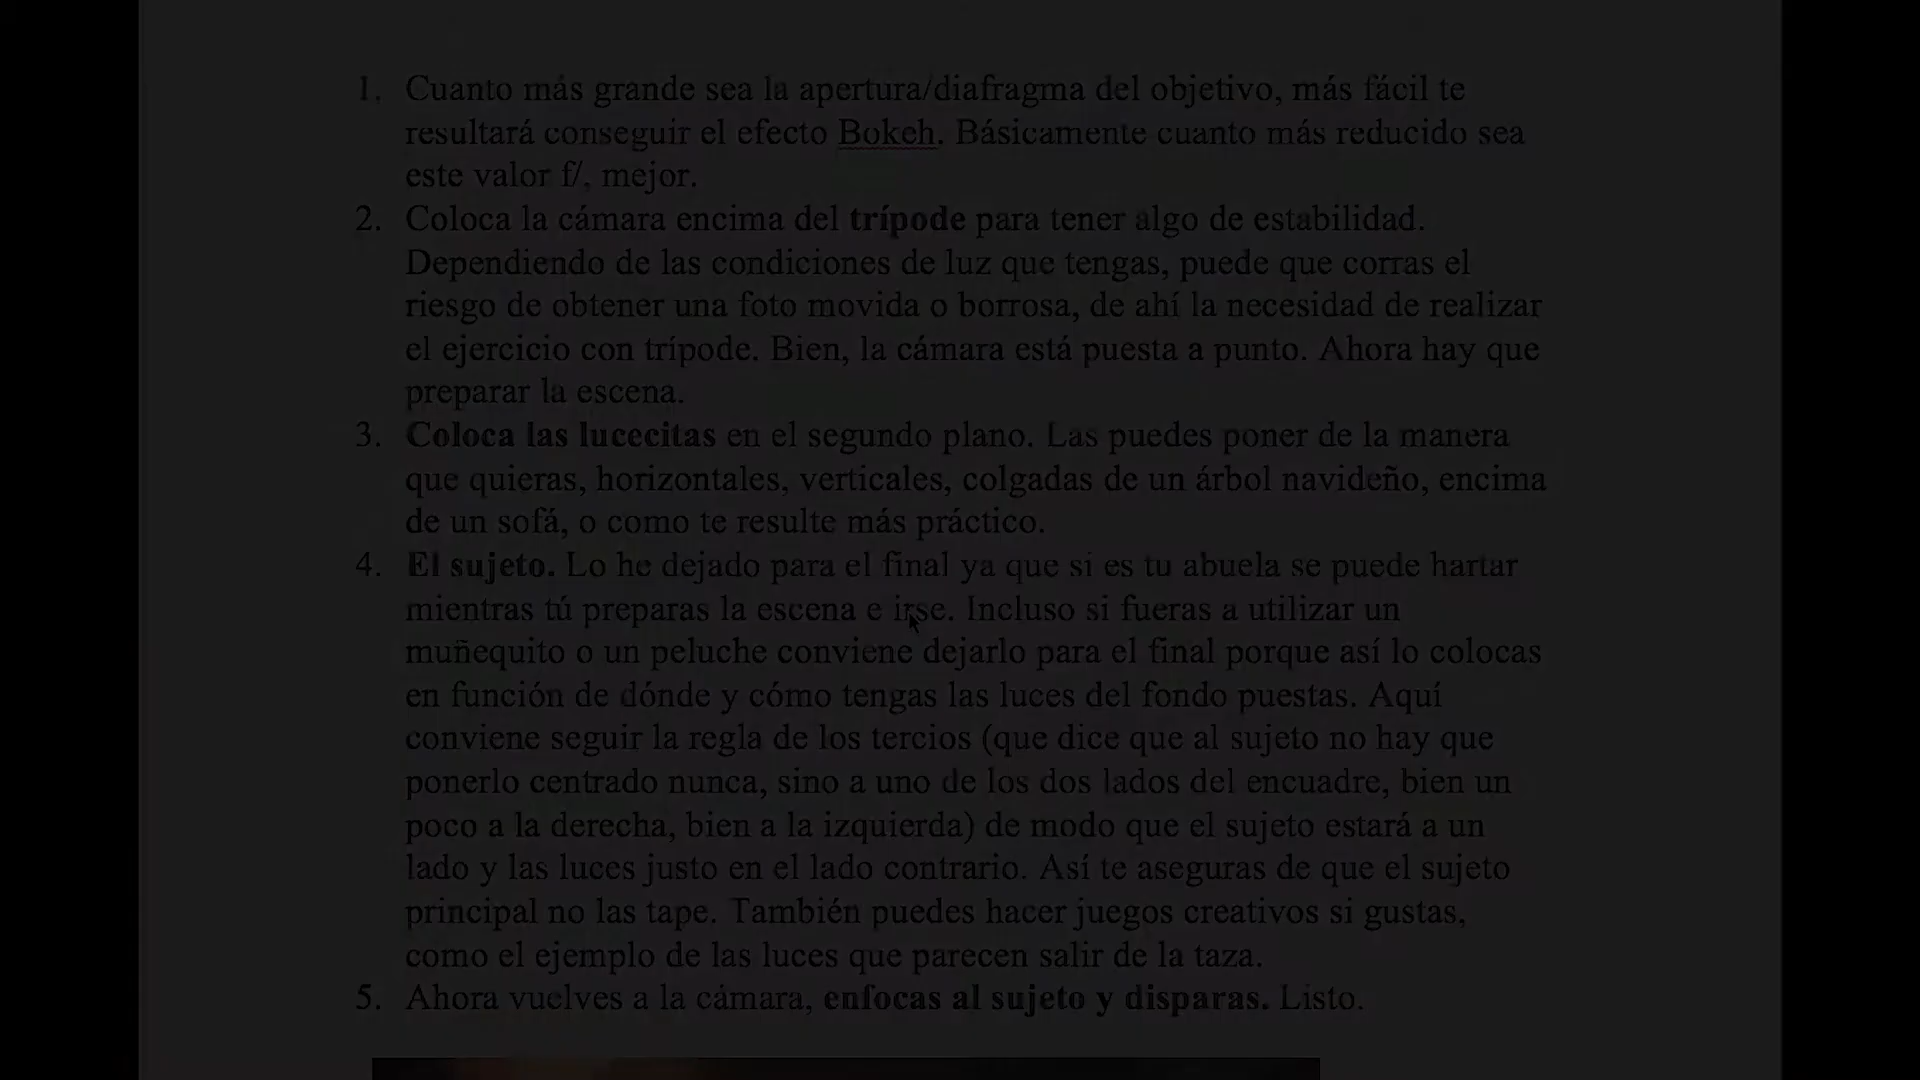 1. Cuanto más grande sea la apertura/diafragma del objetivo, más fácil te
resultará conseguir el efecto Bokeh. Básicamente cuanto más reducido sea
este valor f/, mejor.
2. Coloca la cámara encima del trípode para tener algo de estabilidad.
Dependiendo de las condiciones de luz que tengas, puede que corras el
riesgo de obtener una foto movida o borrosa, de ahí la necesidad de realizar
el ejercicio con trípode. Bien, la cámara está puesta a punto. Ahora hay que
preparar la escena.
3. Coloca las lucecitas en el segundo plano. Las puedes poner de la manera
que quieras, horizontales, verticales, colgadas de un árbol navideño, encima
de un sofá, o como te resulte más práctico.
4. El sujeto. Lo he dejado para el final ya que si es tu abuela se puede hartar
mientras tú preparas la escena e irse. Incluso si fueras a utilizar un
muñequito o un peluche conviene dejarlo para el final porque así lo colocas
en función de dónde y cómo tengas las luces del fondo puestas. Aquí
conviene seguir la regla de los tercios (que dice que al sujeto no hay que
ponerlo centrado nunca, sino a uno de los dos lados del encuadre, bien un
poco a la derecha, bien a la izquierda) de modo que el sujeto estará a un
lado y las luces justo en el lado contrario. Así te aseguras de que el sujeto
principal no las tape. También puedes hacer juegos creativos si gustas,
como el ejemplo de las luces que parecen salir de la taza.
5. Ahora vuelves a la cámara, enfocas al sujeto y disparas. Listo.